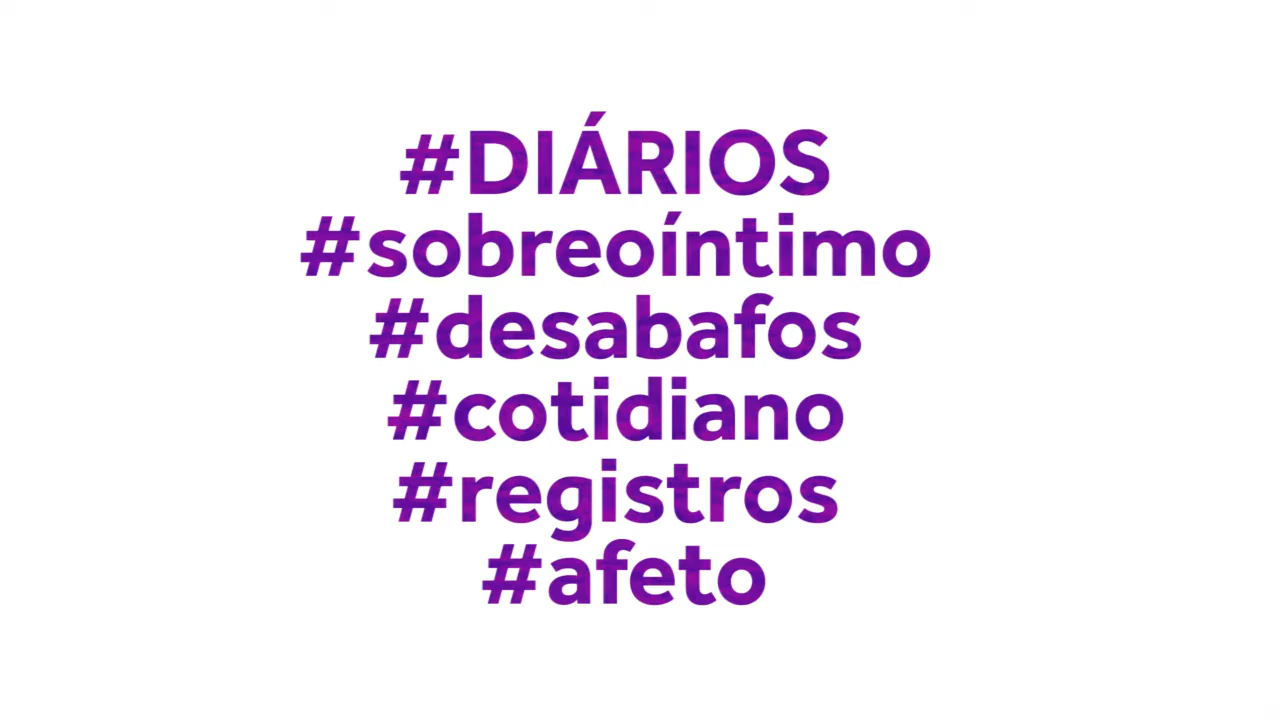 #DIÁRIOS
#sobreoíntimo
#desabafos
#cotidiano
#registros
#afeto